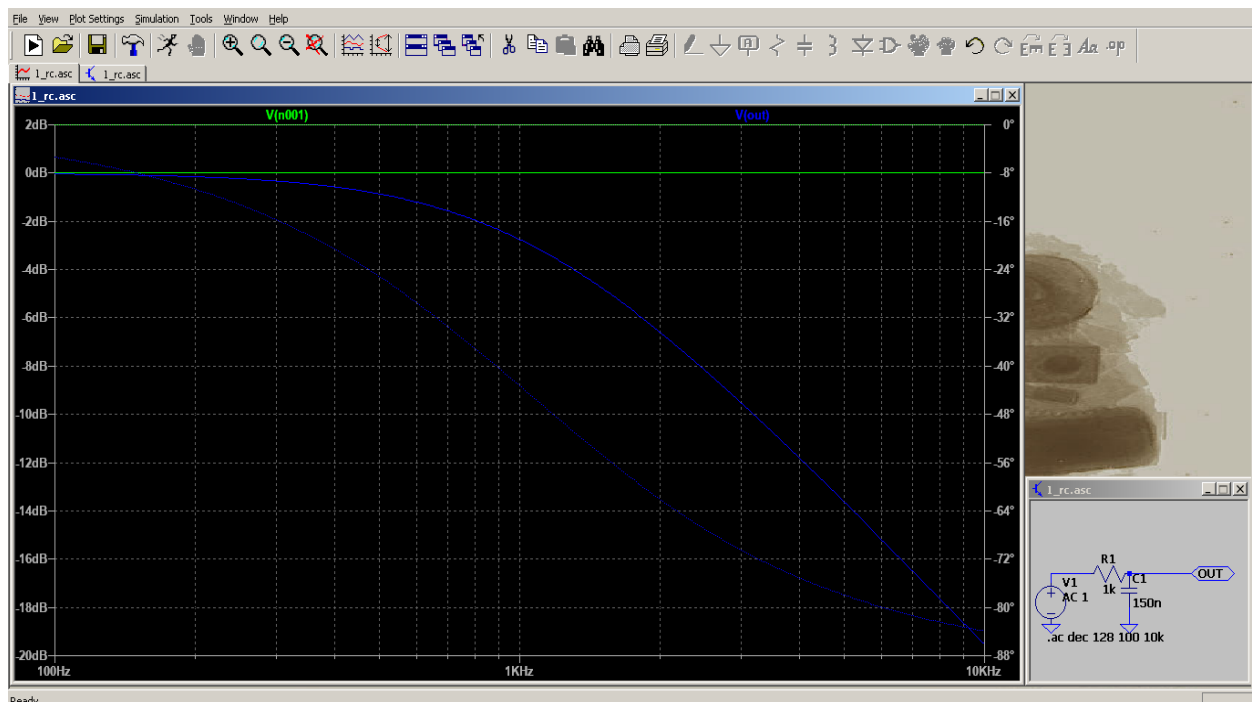 File View Plot Settings Simulation Tools Window Help
.op
1_rc.asc 1_rc.asc
1_rc.asc
V(n001) V(out)
2dB 0°
0dB -8°
-2dB -16°
-4dB -24°
-6dB -32°
-8dB -40°
-10dB -48°
-12dB -56°
-14dB -64°
-16dB -72°
-18dB -80°
-20dB -88°
100Hz 1KHz 10KHz
1_rc.asc
R1
1k
V1
AC 1
C1
150n
OUT
.ac dec 128 100 10k
Ready